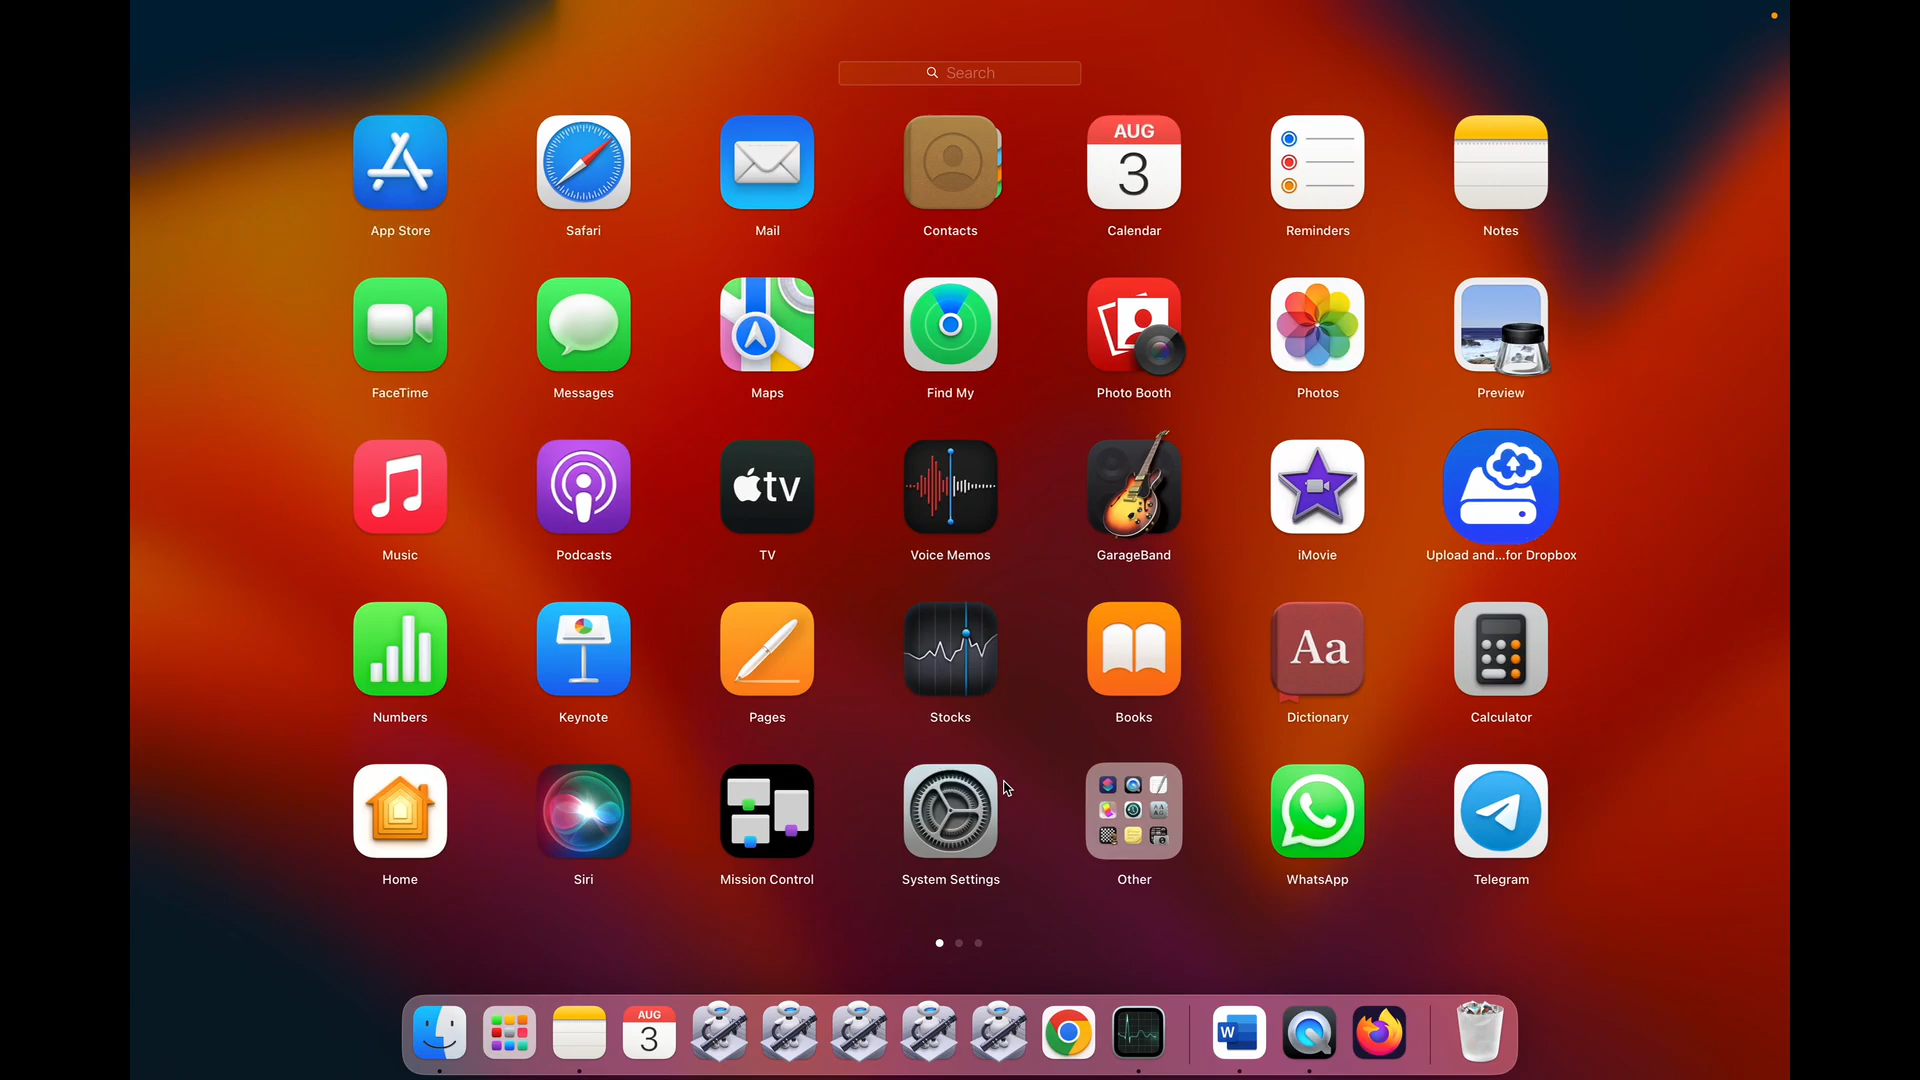 Search
App Store
Safari
Mail
Contacts
AUG
3
Calendar
Reminders
Notes
FaceTime
Messages
Maps
Find My
Photo Booth
Photos
Preview
Music
Podcasts
tv
TV
Voice Memos
GarageBand
iMovie
Upload and...for Dropbox
Numbers
Keynote
Pages
Stocks
Books
Aa
Dictionary
Calculator
Home
Siri
Mission Control
System Settings
Other
WhatsApp
Telegram
AUG
3
W